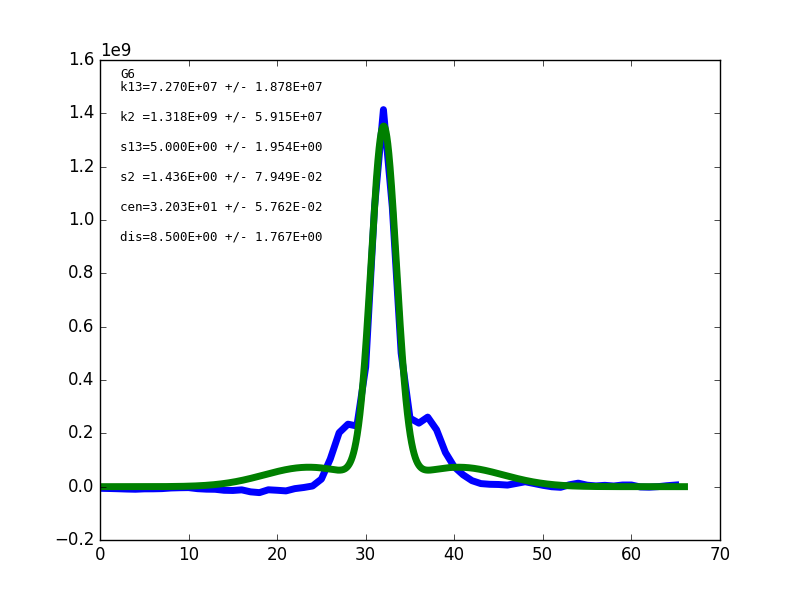 1e9
G6
k13=7.270E+07 +/- 1.878E+07
k2 =1.318E+09 +/- 5.915E+07
s13=5.000E+00 +/- 1.954E+00
s2 =1.436E+00 +/- 7.949E-02
cen=3.203E+01 +/- 5.762E-02
dis=8.500E+00 +/- 1.767E+00
1.6
1.4
1.2
1.0
0.8
0.6
0.4
0.2
0.0
−0.2
0 10 20 30 40 50 60 70